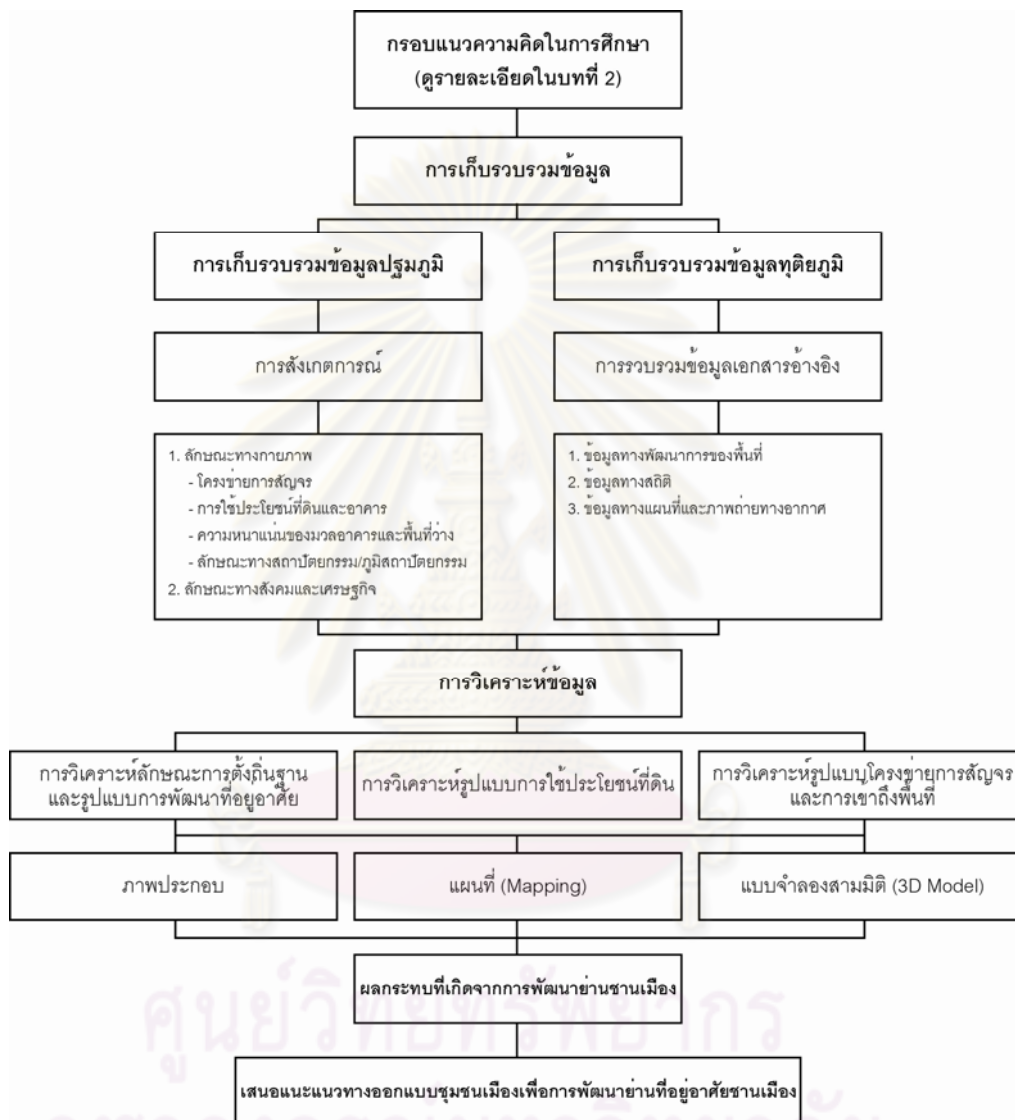 กรอบแนวความคิดในการศึกษา
(ดูรายละเอียดในบทที่ 2)
การเก็บรวบรวมข้อมูล
การเก็บรวบรวมข้อมูลปฐมภูมิ
การเก็บรวบรวมข้อมูลทุติยภูมิ
การสังเกตการณ์
การรวบรวมข้อมูลเอกสารอ้างอิง
1. ลักษณะทางกายภาพ
- โครงข่ายการสัญจร
- การใช้ประโยชน์ที่ดินและอาคาร
- ความหนาแน่นของมวลอาคารและพื้นที่ว่าง
- ลักษณะทางสถาปัตยกรรม/ภูมิสถาปัตยกรรม
2. ลักษณะทางสังคมและเศรษฐกิจ
1. ข้อมูลทางพัฒนาการของพื้นที่
2. ข้อมูลทางสถิติ
3. ข้อมูลทางแผนที่และภาพถ่ายทางอากาศ
การวิเคราะห์ข้อมูล
การวิเคราะห์ลักษณะการตั้งถิ่นฐาน
และรูปแบบการพัฒนาที่อยู่อาศัย
การวิเคราะห์รูปแบบการใช้ประโยชน์ที่ดิน
การวิเคราะห์รูปแบบโครงข่ายการสัญจร
และการเข้าถึงพื้นที่
ภาพประกอบ
แผนที่ (Mapping)
แบบจำลองสามมิติ (3D Model)
ผลกระทบที่เกิดจากการพัฒนาย่านชานเมือง
ศูนย์วิทยทรัพยากร
เสนอแนะแนวทางออกแบบชุมชนเมืองเพื่อการพัฒนาย่านที่อยู่อาศัยชานเมือง